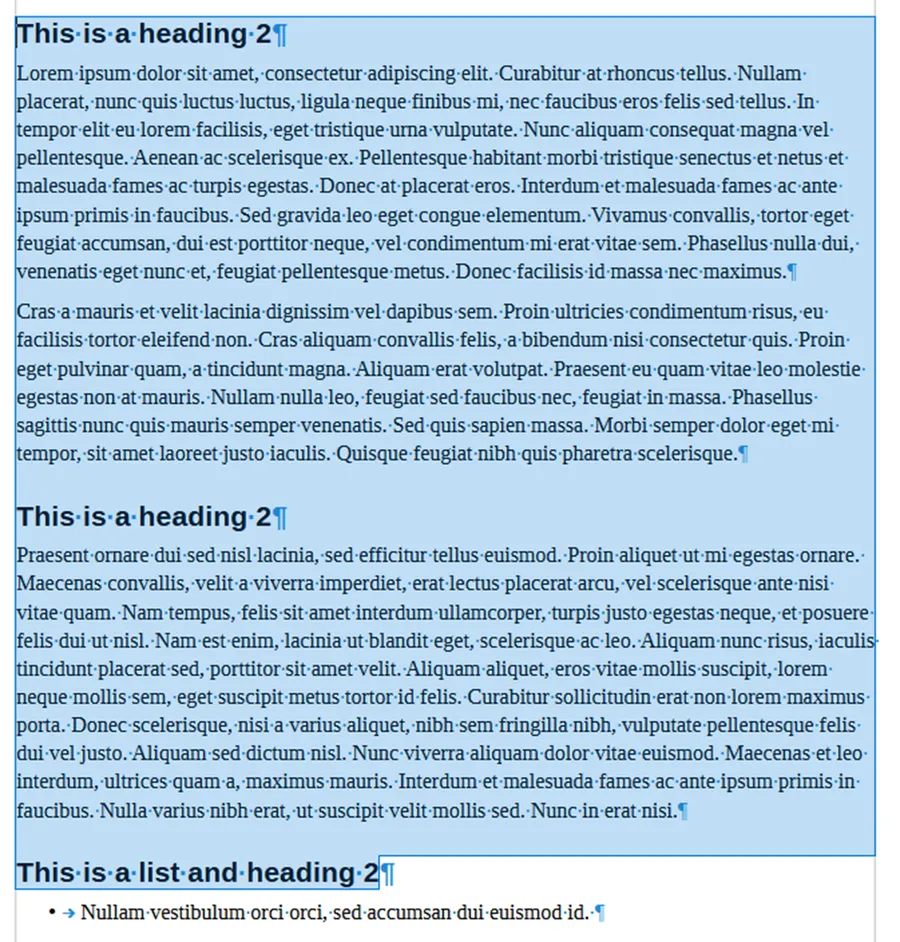 This is a heading 2¶
Lorem ipsum dolor sit amet, consectetur adipiscing elit. Curabitur at rhoncus tellus. Nullam
placerat, nunc quis luctus luctus, ligula neque finibus mi, nec faucibus eros felis sed tellus. In
tempor elit eu lorem facilisis, eget tristique urna vulputate. Nunc aliquam consequat magna vel
pellentesque. Aenean ac scelerisque ex. Pellentesque habitant morbi tristique senectus et netus et
malesuada fames ac turpis egestas. Donec at placerat eros. Interdum et malesuada fames ac ante
ipsum primis in faucibus. Sed gravida leo eget congue elementum. Vivamus convallis, tortor eget
feugiat accumsan, dui est porttitor neque, vel condimentum mi erat vitae sem. Phasellus nulla dui,
venenatis eget nunc et, feugiat pellentesque metus. Donec facilisis id massa nec maximus.¶
Cras a mauris et velit lacinia dignissim vel dapibus sem. Proin ultricies condimentum risus, eu
facilisis tortor eleifend non. Cras aliquam convallis felis, a bibendum nisi consectetur quis. Proin
eget pulvinar quam, a tincidunt magna. Aliquam erat volutpat. Praesent eu quam vitae leo molestie
egestas non at mauris. Nullam nulla leo, feugiat sed faucibus nec, feugiat in massa. Phasellus
sagittis nunc quis mauris semper venenatis. Sed quis sapien massa. Morbi semper dolor eget mi
tempor, sit amet laoreet justo iaculis. Quisque feugiat nibh quis pharetra scelerisque.¶
This is a heading 2¶
Praesent ornare dui sed nisl lacinia, sed efficitur tellus euismod. Proin aliquet ut mi egestas ornare.
Maecenas convallis, velit a viverra imperdiet, erat lectus placerat arcu, vel scelerisque ante nisi
vitae quam. Nam tempus, felis sit amet interdum ullamcorper, turpis justo egestas neque, et posuere
felis dui ut nisl. Nam est enim, lacinia ut blandit eget, scelerisque ac leo. Aliquam nunc risus, iaculis
tincidunt placerat sed, porttitor sit amet velit. Aliquam aliquet, eros vitae mollis suscipit, lorem
neque mollis sem, eget suscipit metus tortor id felis. Curabitur sollicitudin erat non lorem maximus
porta. Donec scelerisque, nisi a varius aliquet, nibh sem fringilla nibh, vulputate pellentesque felis
dui vel justo. Aliquam sed dictum nisl. Nunc viverra aliquam dolor vitae euismod. Maecenas et leo
interdum, ultrices quam a, maximus mauris. Interdum et malesuada fames ac ante ipsum primis in
faucibus. Nulla varius nibh erat, ut suscipit velit mollis sed. Nunc in erat nisi.¶
This is a list and heading 2¶
• → Nullam vestibulum orci orci, sed accumsan dui euismod id. ¶